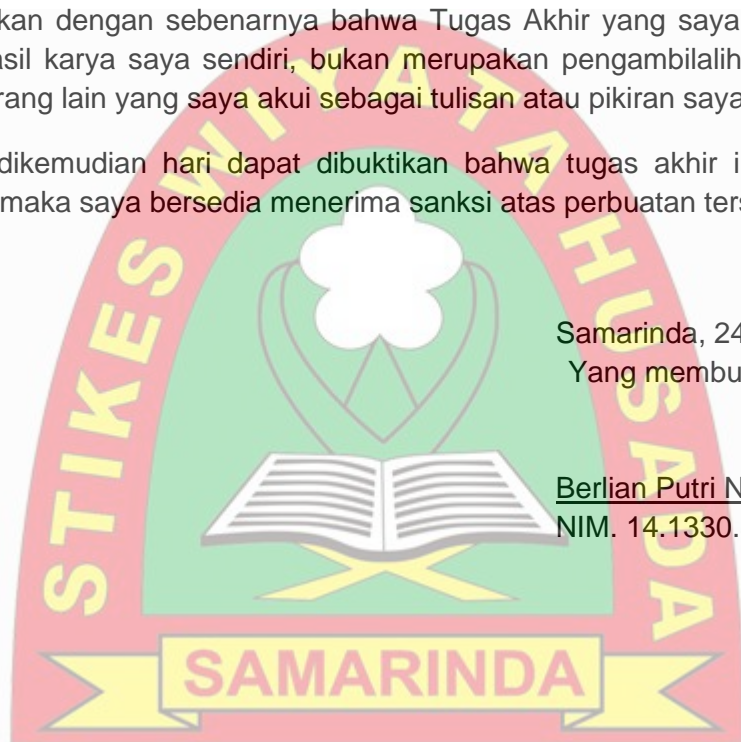 kan dengan sebenarnya bahwa Tugas Akhir yang saya
asil karya saya sendiri, bukan merupakan pengambilalih
rang lain yang saya akui sebagai tulisan atau pikiran saya
dikemudian hari dapat dibuktikan bahwa tugas akhir i
maka saya bersedia menerima sanksi atas perbuatan ters
Samarinda, 24
Yang membu
Berlian Putri N
NIM. 14.1330.
STIKES WIYATA HUSADA
SAMARINDA